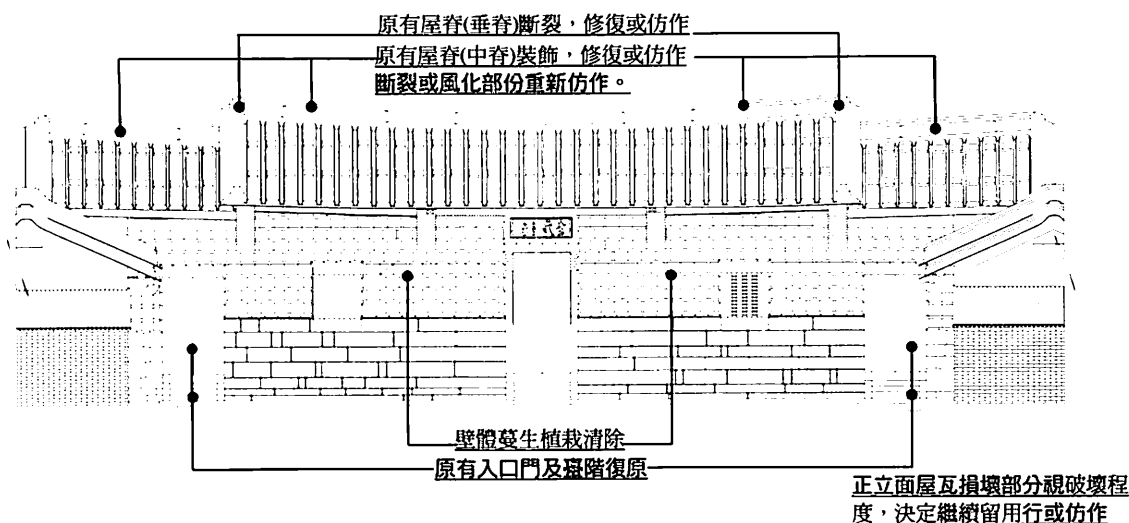 原有屋脊(垂脊)斷裂，修復或仿作
原有屋脊(中脊)裝飾，修復或仿作
斷裂或風化部份重新仿作。
壁體蔓生植栽清除
原有入口門及臺階復原
正立面屋瓦損壞部分視破壞程
度，決定繼續留用行或仿作